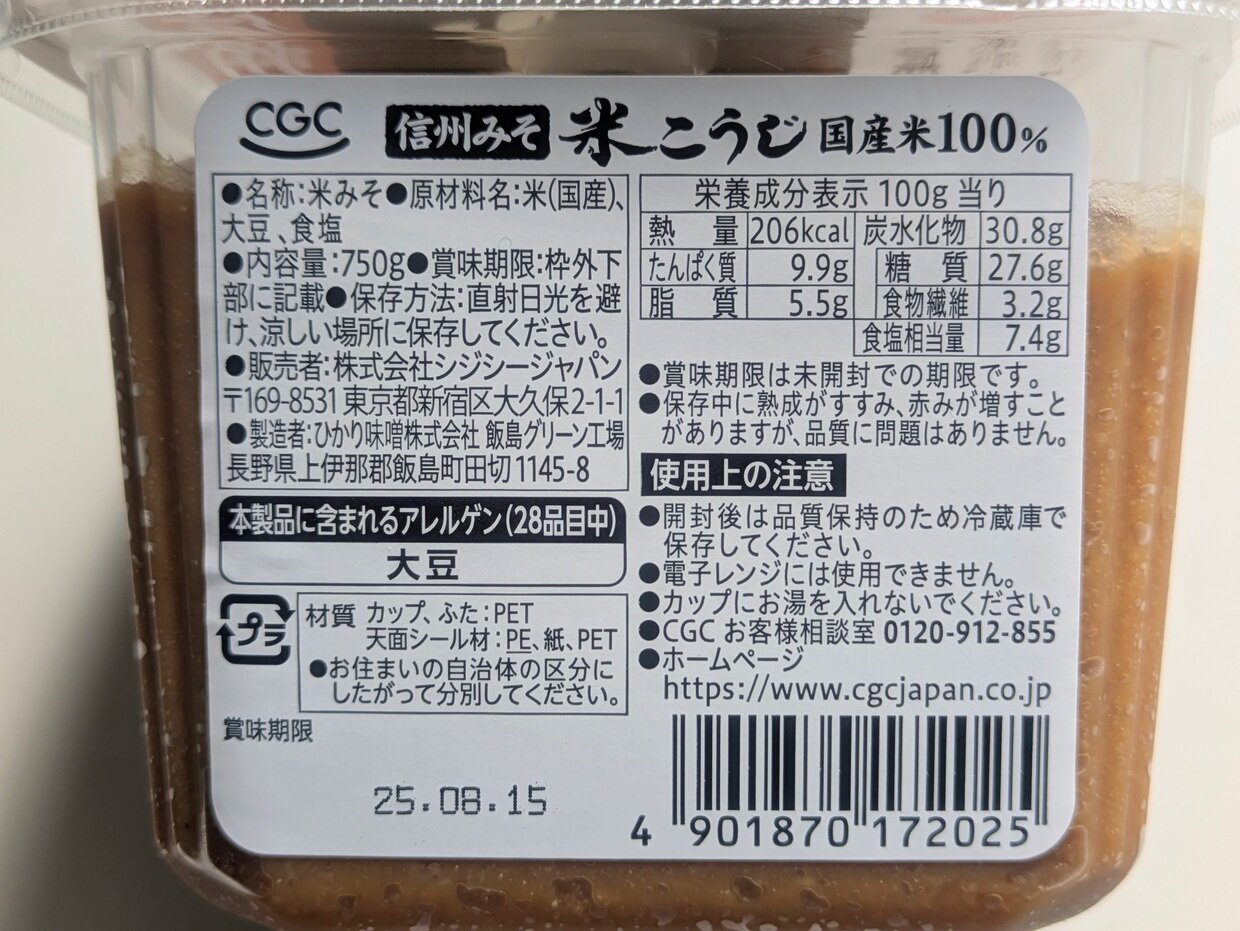 CGC 信州みそ 米こうじ 国産米100%
●名称:米みそ●原材料名:米(国産)、
大豆、食塩
●内容量:750g●賞味期限:枠外下
部に記載●保存方法:直射日光を避
け、涼しい場所に保存してください。
●販売者:株式会社シジシージャパン
〒169-8531 東京都新宿区大久保2-1-1
●製造者:ひかり味噌株式会社 飯島グリーン工場
長野県上伊那郡飯島町田切1145-8
本製品に含まれるアレルゲン(28品目中)
大豆
プラ
材質 カップ、ふた:PET
天面シール材:PE、紙、PET
●お住まいの自治体の区分に
したがって分別してください。
賞味期限
25.08.15
栄養成分表示 100g 当り
熱量 206kcal 炭水化物 30.8g
たんぱく質 9.9g 糖質 27.6g
脂質 5.5g 食物繊維 3.2g
食塩相当量 7.4g
●賞味期限は未開封での期限です。
●保存中に熟成がすすみ、赤みが増すこと
がありますが、品質に問題はありません。
使用上の注意
●開封後は品質保持のため冷蔵庫で
保存してください。
●電子レンジには使用できません。
●カップにお湯を入れないでください。
●CGC お客様相談室 0120-912-855
●ホームページ
https://www.cgcjapan.co.jp
4 901870 172025